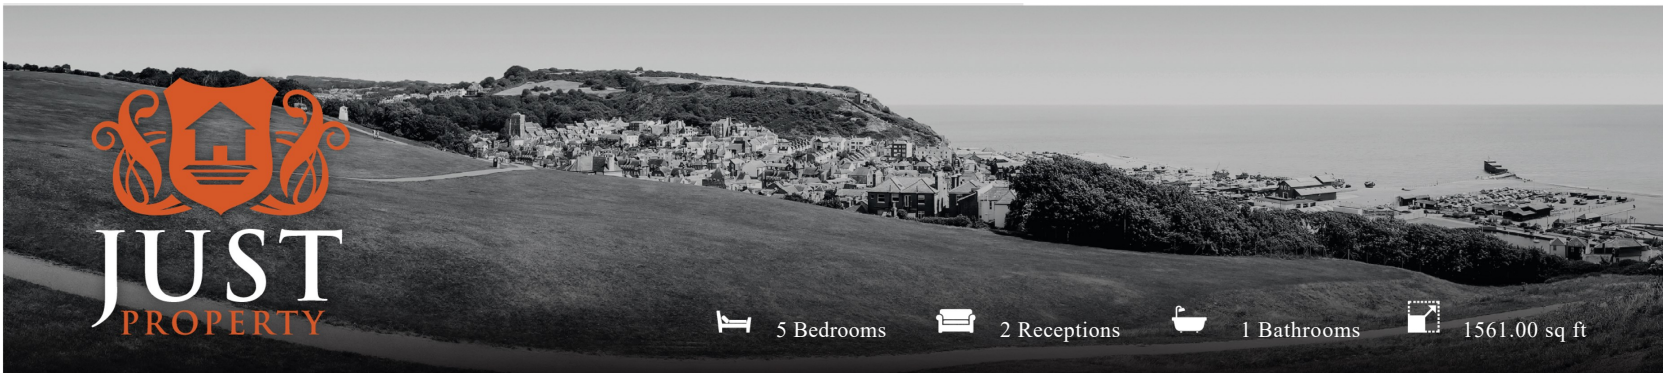 JUST
PROPERTY
5 Bedrooms
2 Receptions
1 Bathrooms
1561.00 sq ft